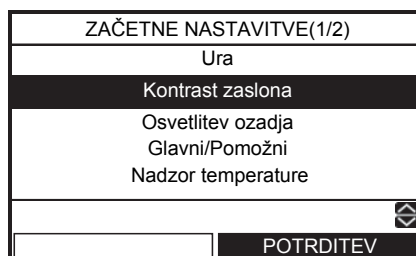 ZAČETNE NASTAVITVE(1/2)
Ura
Kontrast zaslona
Osvetlitev ozadja
Glavni/Pomožni
Nadzor temperature
POTRDITEV